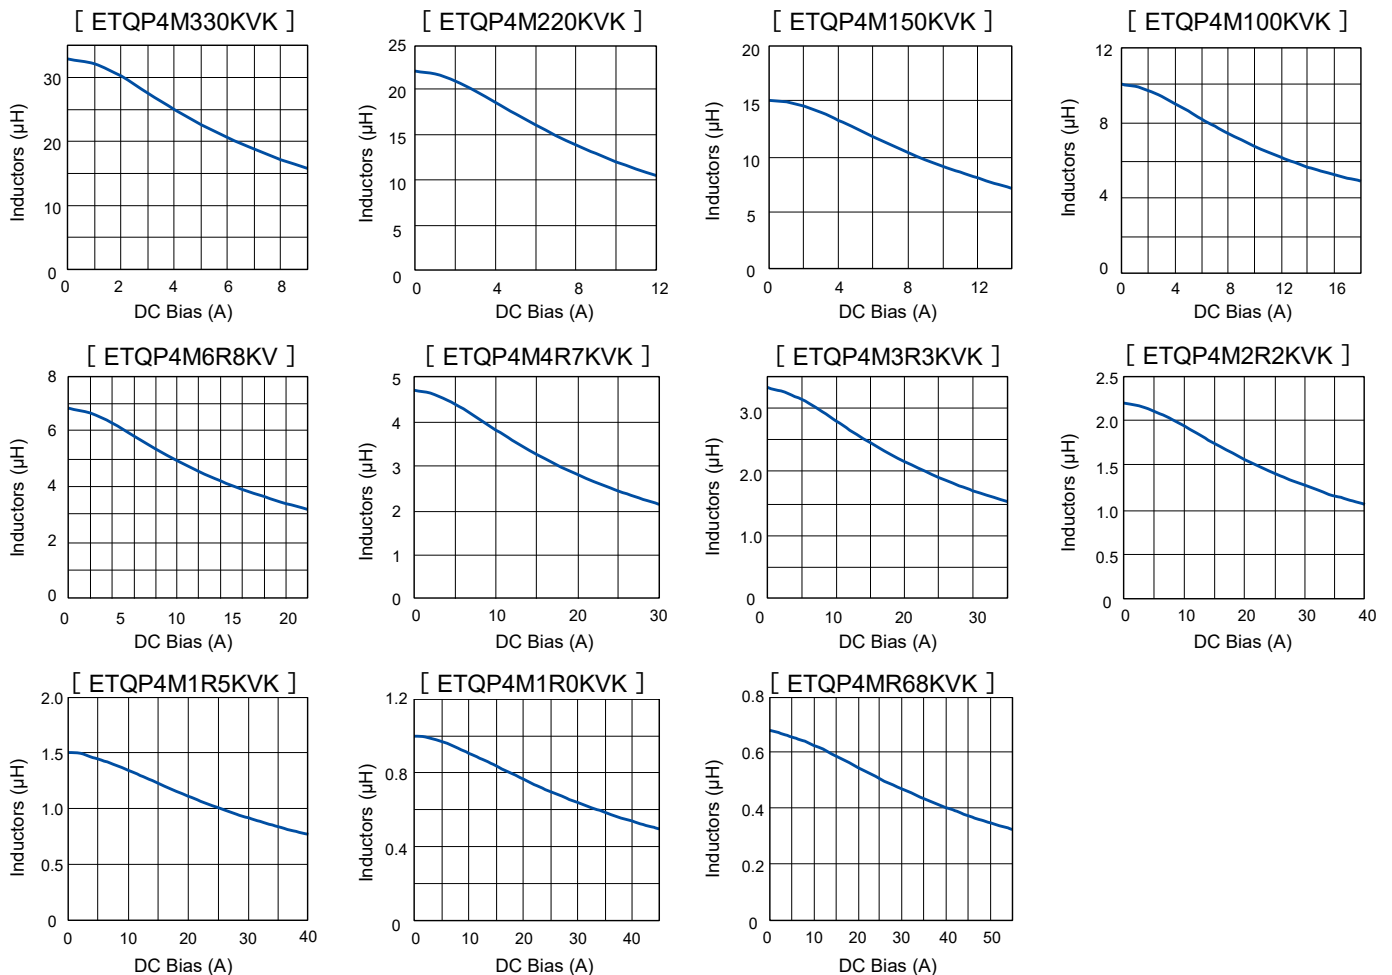 [ ETQP4M330KVK ]
Inductors (µH)
30
20
10
0
0 2 4 6 8
DC Bias (A)
[ ETQP4M220KVK ]
Inductors (µH)
25
20
15
10
5
0
0 4 8 12
DC Bias (A)
[ ETQP4M150KVK ]
Inductors (µH)
20
15
10
5
0
0 4 8 12
DC Bias (A)
[ ETQP4M100KVK ]
Inductors (µH)
12
8
4
0
0 4 8 12 16
DC Bias (A)
[ ETQP4M6R8KV ]
Inductors (µH)
8
6
4
2
0
0 5 10 15 20
DC Bias (A)
[ ETQP4M4R7KVK ]
Inductors (µH)
5
4
3
2
1
0
0 10 20 30
DC Bias (A)
[ ETQP4M3R3KVK ]
Inductors (µH)
3.0
2.0
1.0
0
0 10 20 30
DC Bias (A)
[ ETQP4M2R2KVK ]
Inductors (µH)
2.5
2.0
1.5
1.0
0.5
0
0 10 20 30 40
DC Bias (A)
[ ETQP4M1R5KVK ]
Inductors (µH)
2.0
1.5
1.0
0.5
0
0 10 20 30 40
DC Bias (A)
[ ETQP4M1R0KVK ]
Inductors (µH)
1.2
0.8
0.4
0
0 10 20 30 40
DC Bias (A)
[ ETQP4MR68KVK ]
Inductors (µH)
0.8
0.6
0.4
0.2
0
0 10 20 30 40 50
DC Bias (A)